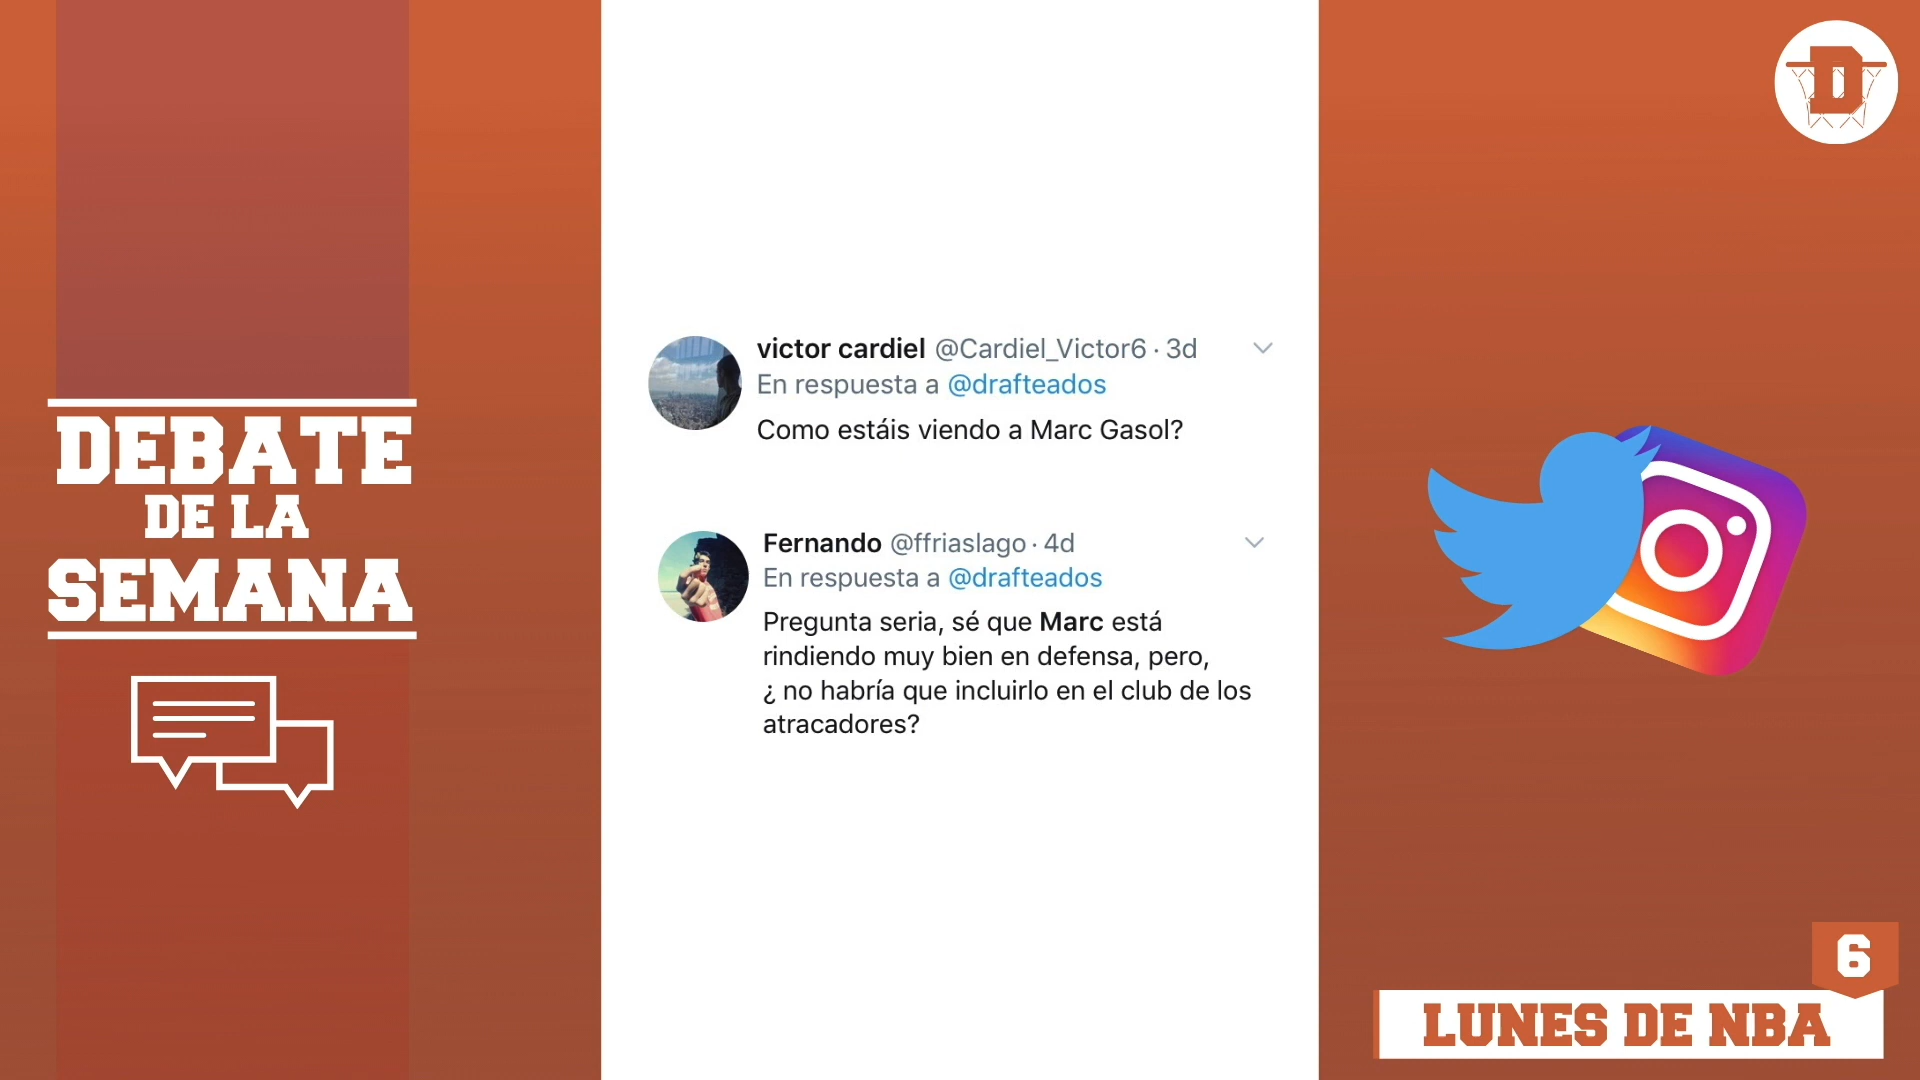 DEBATE
DE LA
SEMANA
victor cardiel @Cardiel_Victor6 · 3d
En respuesta a @drafteados
Como estáis viendo a Marc Gasol?
Fernando @ffriaslago · 4d
En respuesta a @drafteados
Pregunta seria, sé que Marc está
rindiendo muy bien en defensa, pero,
¿ no habría que incluirlo en el club de los
atracadores?
D
6
LUNES DE NBA